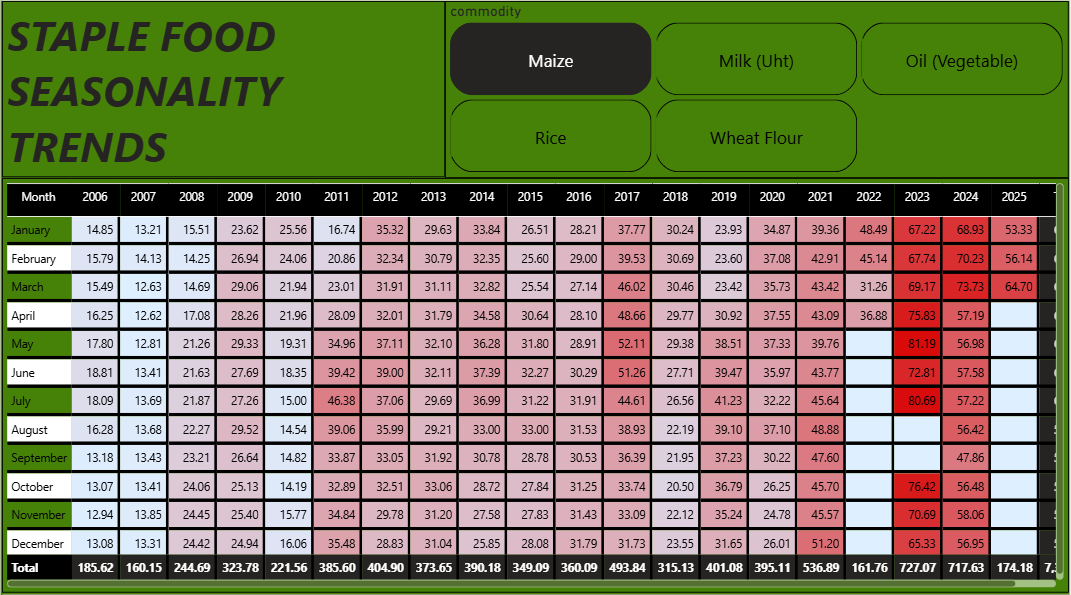 STAPLE FOOD
SEASONALITY
TRENDS
commodity
Maize
Milk (Uht)
Oil (Vegetable)
Rice
Wheat Flour
Month 2006 2007 2008 2009 2010 2011 2012 2013 2014 2015 2016 2017 2018 2019 2020 2021 2022 2023 2024 2025
January 14.85 13.21 15.51 23.62 25.56 16.74 35.32 29.63 33.84 26.51 28.21 37.77 30.24 23.93 34.87 39.36 48.49 67.22 68.93 53.33
February 15.79 14.13 14.25 26.94 24.06 20.86 32.34 30.79 32.35 25.60 29.00 39.53 30.69 23.60 37.08 42.91 45.14 67.74 70.23 56.14
March 15.49 12.63 14.69 29.06 21.94 23.01 31.91 31.11 32.82 25.54 27.14 46.02 30.46 23.42 35.73 43.42 31.26 69.17 73.73 64.70
April 16.25 12.62 17.08 28.26 21.96 28.09 32.01 31.79 34.58 30.64 28.10 48.66 29.77 30.92 37.55 43.09 36.88 75.83 57.19
May 17.80 12.81 21.26 29.33 19.31 34.96 37.11 32.10 36.28 31.80 28.91 52.11 29.38 38.51 37.33 39.76 81.19 56.98
June 18.81 13.41 21.63 27.69 18.35 39.42 39.00 32.11 37.39 32.27 30.29 51.26 27.71 39.47 35.97 43.77 72.81 57.58
July 18.09 13.69 21.87 27.26 15.00 46.38 37.06 29.69 36.99 31.22 31.91 44.61 26.56 41.23 32.22 45.64 80.69 57.22
August 16.28 13.68 22.27 29.52 14.54 39.06 35.99 29.21 33.00 33.00 31.53 38.93 22.19 39.10 37.10 48.88 56.42
September 13.18 13.43 23.21 26.64 14.82 33.87 33.05 31.92 30.78 28.78 30.53 36.39 21.95 37.23 30.22 47.60 47.86
October 13.07 13.41 24.06 25.13 14.19 32.89 32.51 33.06 28.72 27.84 31.25 33.74 20.50 36.79 26.25 45.70 76.42 56.48
November 12.94 13.85 24.45 25.40 15.77 34.84 29.78 31.20 27.58 27.83 31.43 33.09 22.12 35.24 24.78 45.57 70.69 58.06
December 13.08 13.31 24.42 24.94 16.06 35.48 28.83 31.04 25.85 28.08 31.79 31.73 23.55 31.65 26.01 51.20 65.33 56.95
Total 185.62 160.15 244.69 323.78 221.56 385.60 404.90 373.65 390.18 349.09 360.09 493.84 315.13 401.08 395.11 536.89 161.76 727.07 717.63 174.18